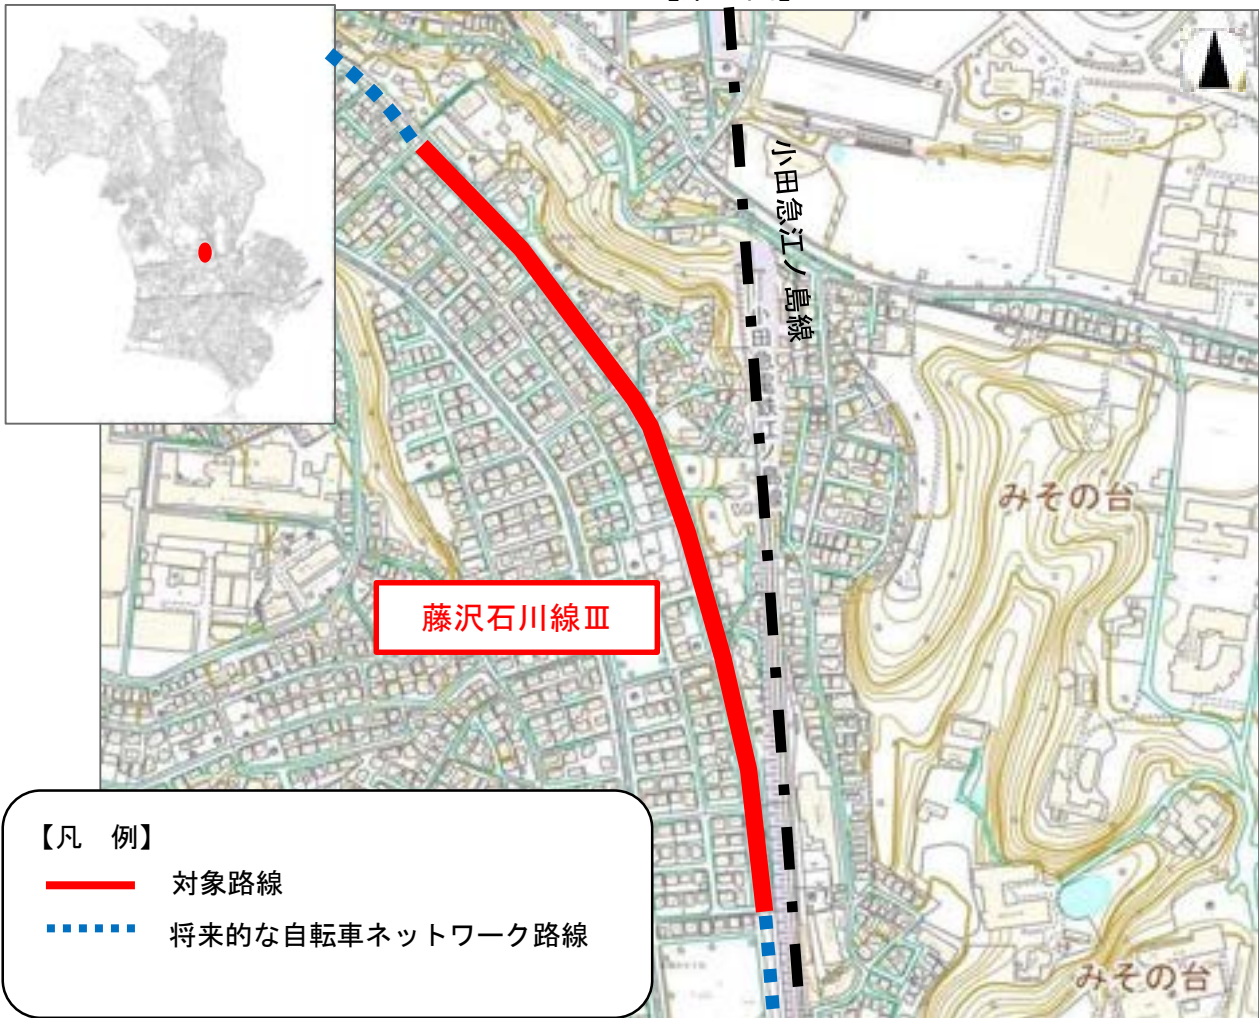 小田急江ノ島線
みその台
藤沢石川線Ⅲ
【凡　例】
対象路線
将来的な自転車ネットワーク路線
みその台